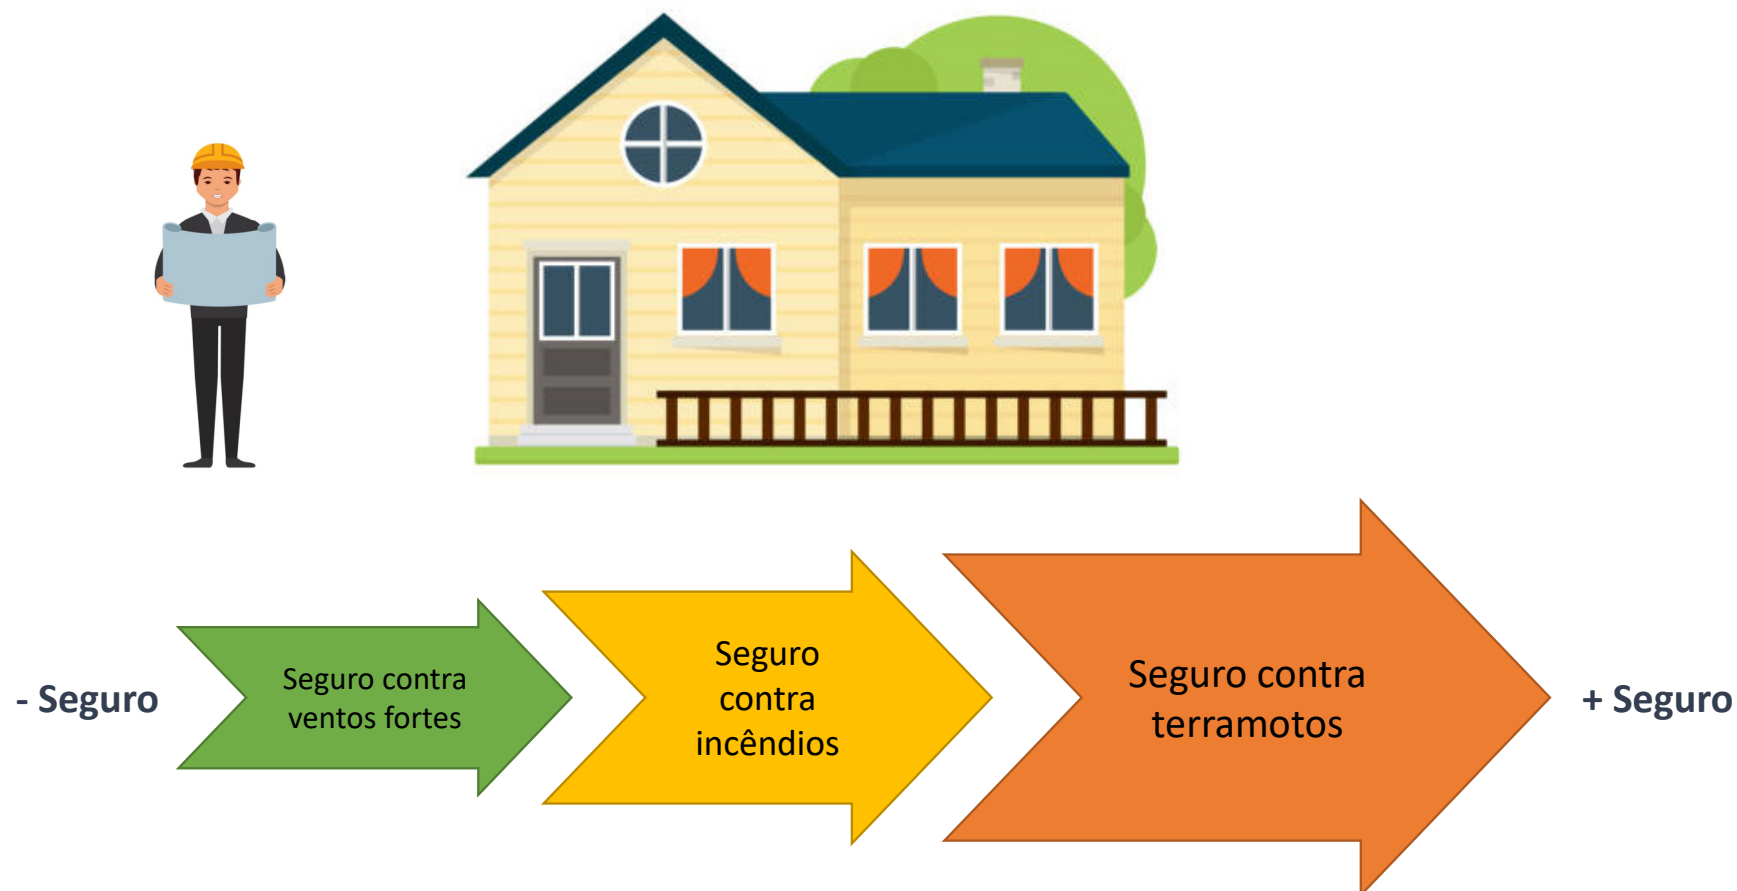 - Seguro
Seguro contra
ventos fortes
Seguro
contra
incêndios
Seguro contra
terramotos
+ Seguro